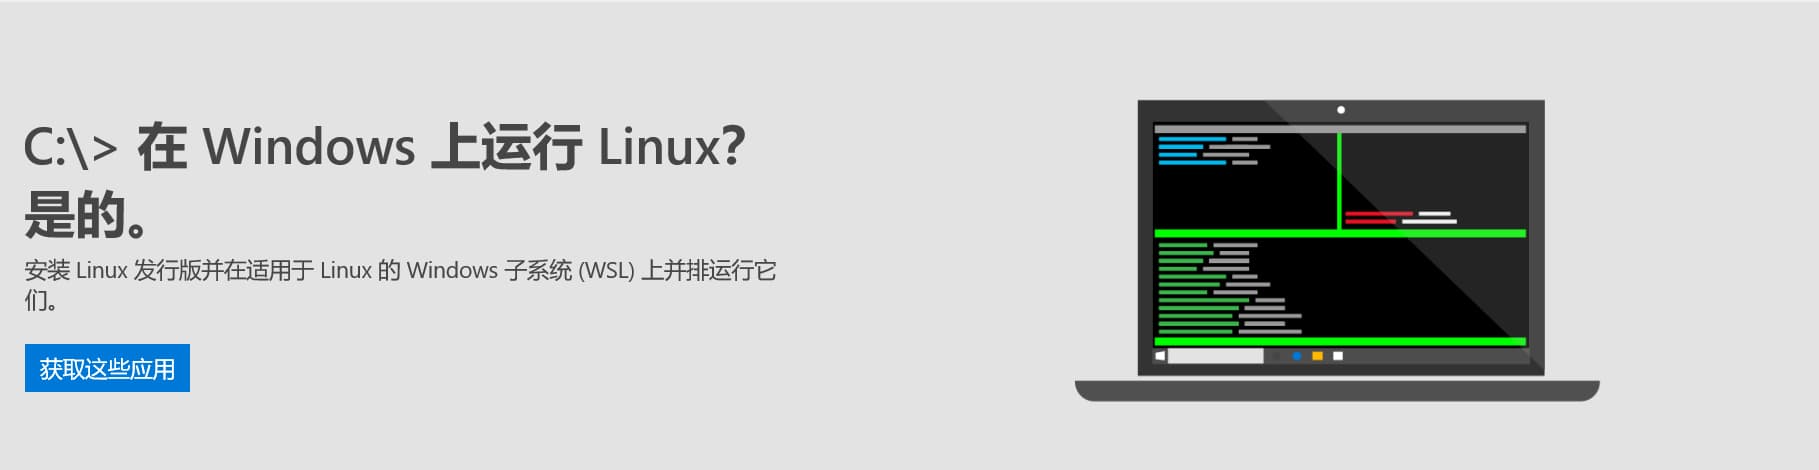 C:\> 在 Windows 上运行 Linux?
是的。
安装 Linux 发行版并在适用于 Linux 的 Windows 子系统 (WSL) 上并排运行它
们。
获取这些应用